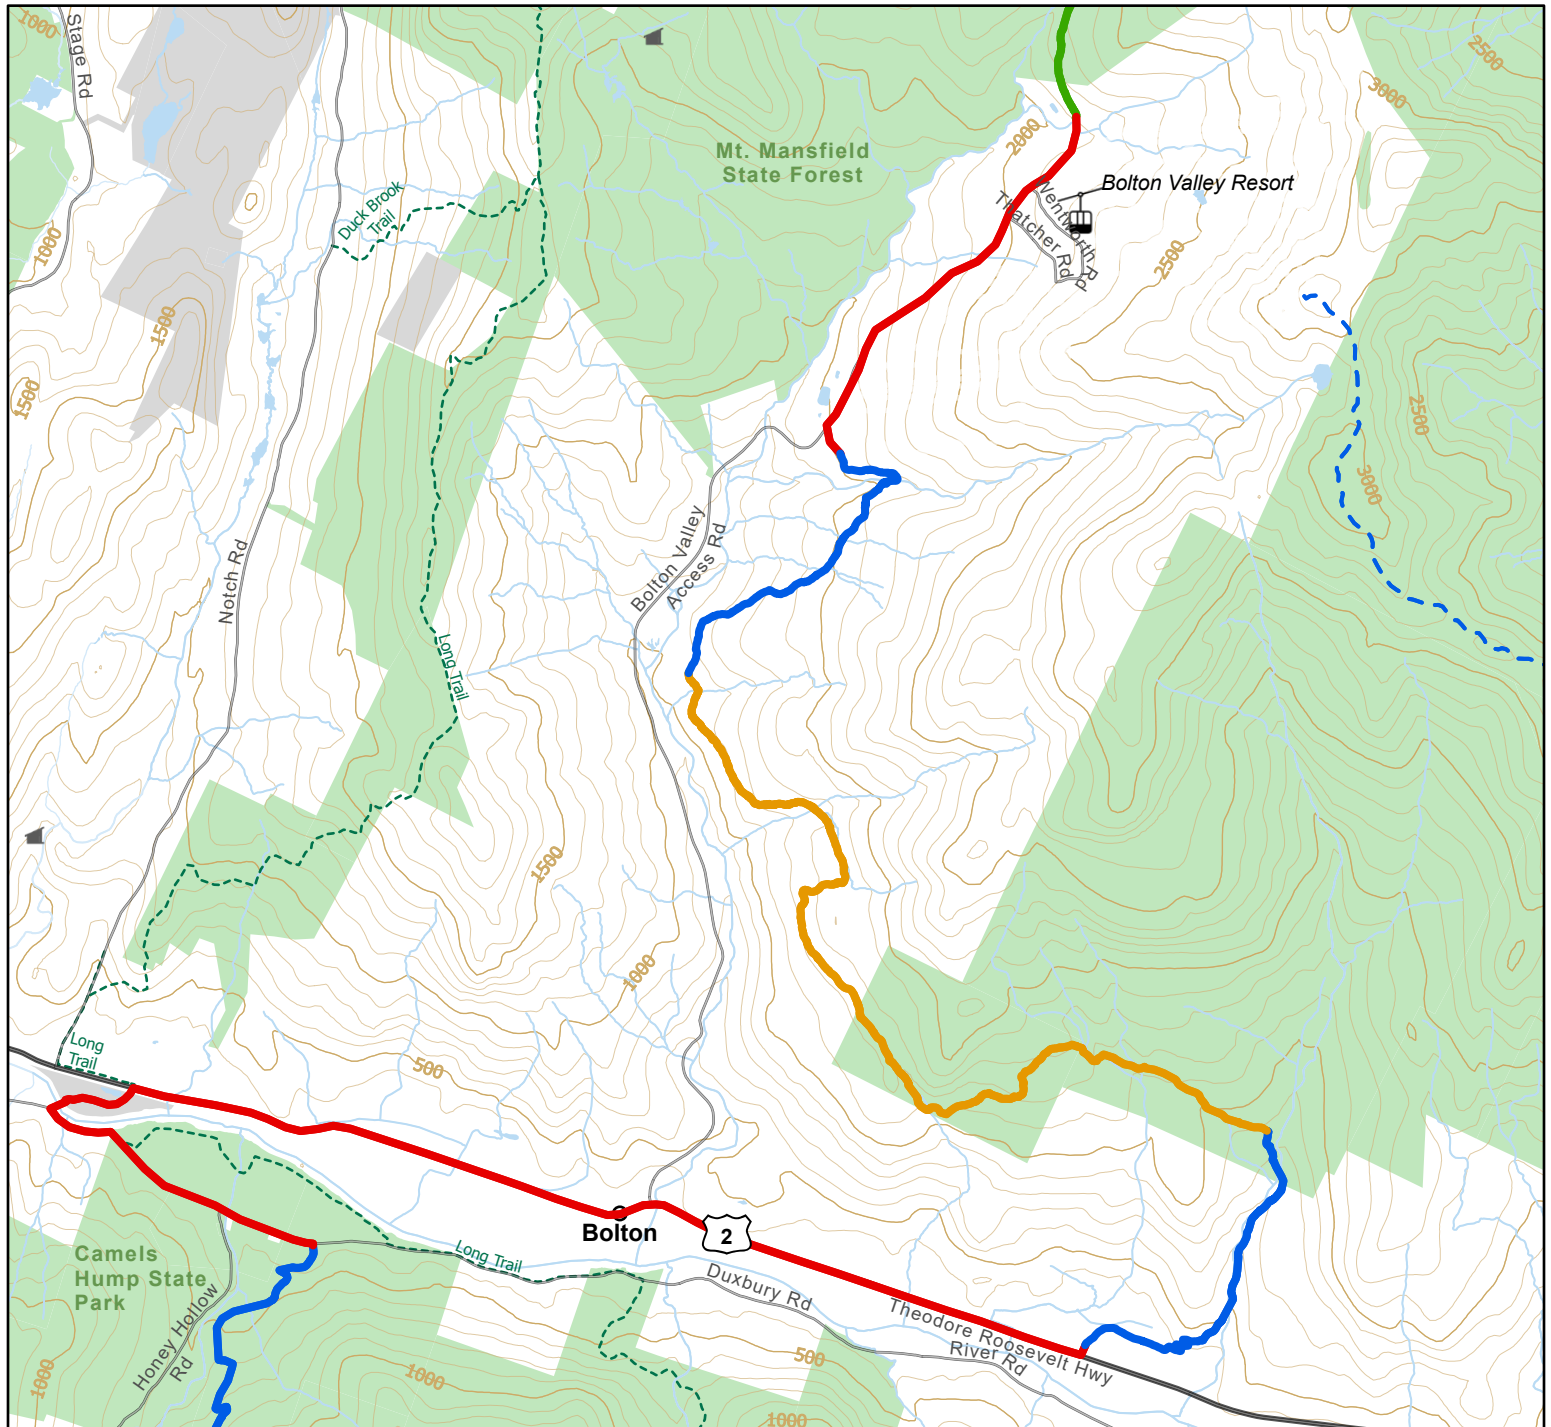 1000
Stage Rd
2500
3000
2000
Mt. Mansfield
State Forest
Bolton Valley Resort
Wentworth Rd
Thatcher Rd
Duck Brook
Trail
1000
2500
1500
1500
2500
3000
Notch Rd
Bolton Valley
Access Rd
Long Trail
1500
1000
Long
Trail
500
Bolton
2
Camels
Hump State
Park
Long Trail
Duxbury Rd
Honey Hollow
Rd
Theodore Roosevelt Hwy
River Rd
500
1000
1000
1000